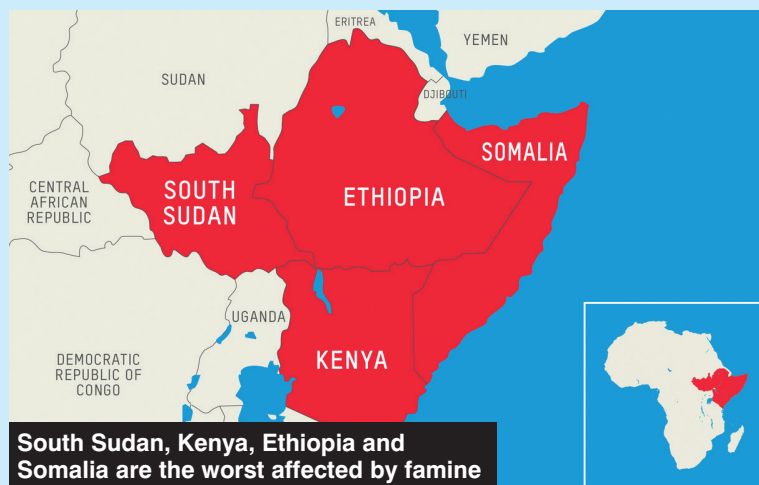 ERITREA
YEMEN
SUDAN
DJIBOUTI
SOMALIA
CENTRAL
AFRICAN
REPUBLIC
SOUTH
SUDAN
ETHIOPIA
UGANDA
DEMOCRATIC
REPUBLIC OF
CONGO
KENYA
South Sudan, Kenya, Ethiopia and
Somalia are the worst affected by famine